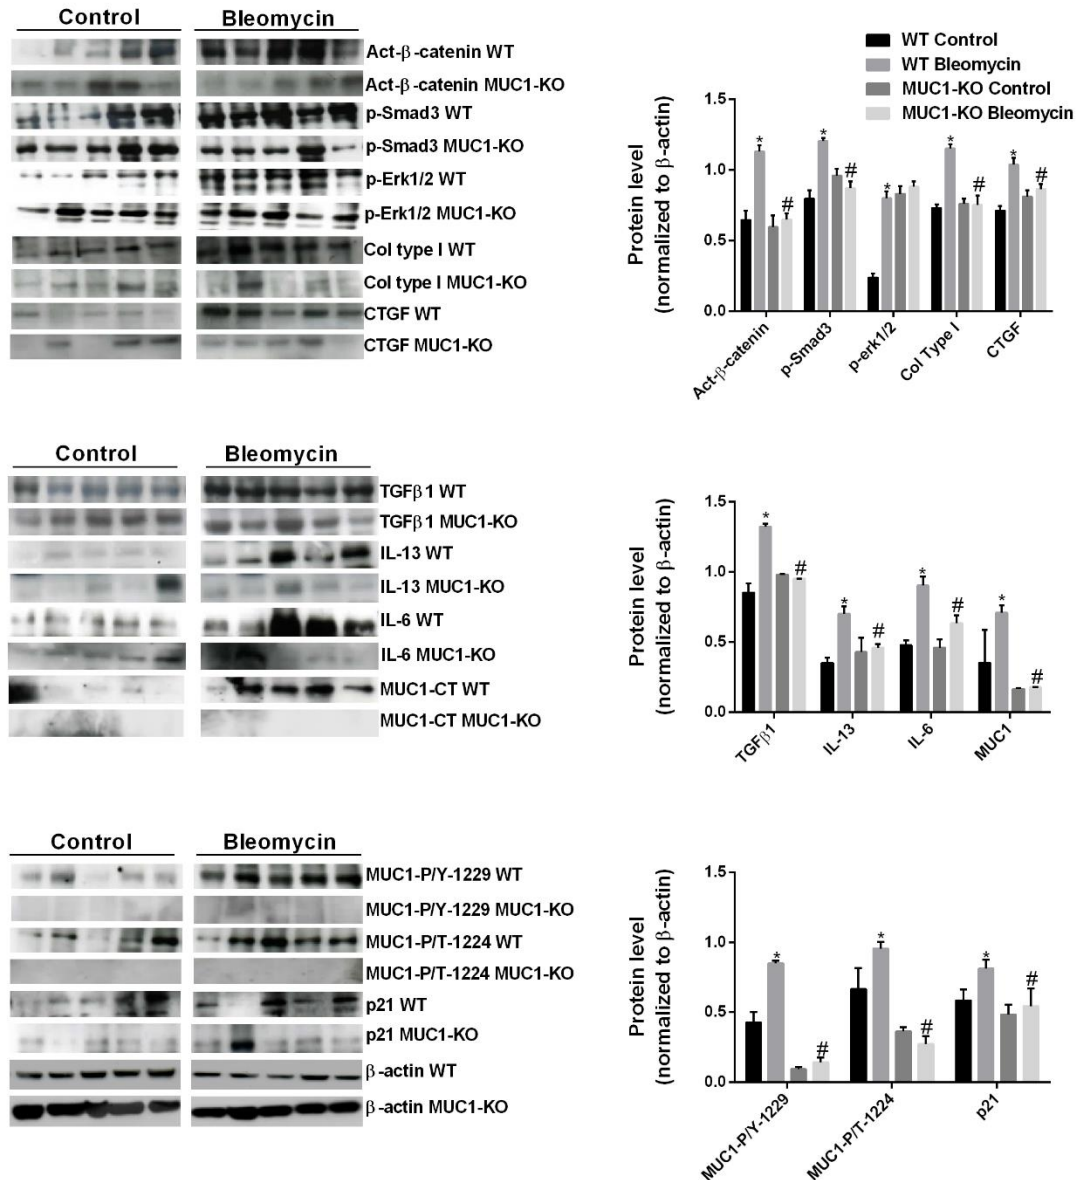 Control Bleomycin
Act-β-catenin WT
Act-β-catenin MUC1-KO
p-Smad3 WT
p-Smad3 MUC1-KO
p-Erk1/2 WT
p-Erk1/2 MUC1-KO
Col type I WT
Col type I MUC1-KO
CTGF WT
CTGF MUC1-KO
WT Control
WT Bleomycin
MUC1-KO Control
MUC1-KO Bleomycin
Protein level
(normalized to β-actin)
1.5
1.0
0.5
0.0
* * * * *
# # # #
Act-β-catenin
p-Smad3
p-erk1/2
Col Type I
CTGF
Control Bleomycin
TGFβ1 WT
TGFβ1 MUC1-KO
IL-13 WT
IL-13 MUC1-KO
IL-6 WT
IL-6 MUC1-KO
MUC1-CT WT
MUC1-CT MUC1-KO
Protein level
(normalized to β-actin)
1.5
1.0
0.5
0.0
* * * *
# # # #
TGFβ1
IL-13
IL-6
MUC1
Control Bleomycin
MUC1-P/Y-1229 WT
MUC1-P/Y-1229 MUC1-KO
MUC1-P/T-1224 WT
MUC1-P/T-1224 MUC1-KO
p21 WT
p21 MUC1-KO
β-actin WT
β-actin MUC1-KO
Protein level
(normalized to β-actin)
1.5
1.0
0.5
0.0
* * *
# # #
MUC1-P/Y-1229
MUC1-P/T-1224
p21